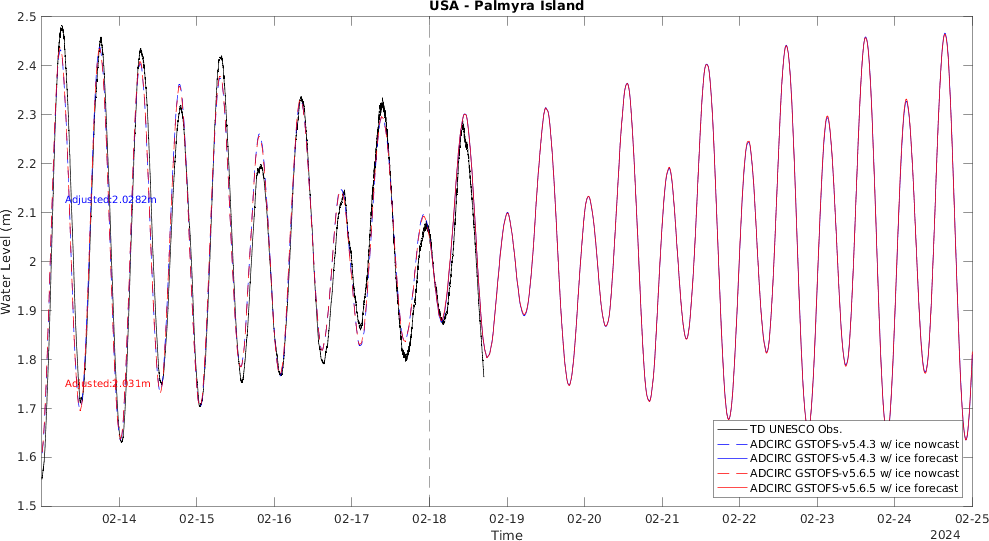 USA - Palmyra Island
2.5
2.4
2.3
2.2
2.1
2
1.9
1.8
1.7
1.6
1.5
Water Level (m)
Adjusted:2.0282m
Adjusted:2.031m
TD UNESCO Obs.
ADCIRC GSTOFS-v5.4.3 w/ ice nowcast
ADCIRC GSTOFS-v5.4.3 w/ ice forecast
ADCIRC GSTOFS-v5.6.5 w/ ice nowcast
ADCIRC GSTOFS-v5.6.5 w/ ice forecast
02-14 02-15 02-16 02-17 02-18 02-19 02-20 02-21 02-22 02-23 02-24 02-25
Time
2024